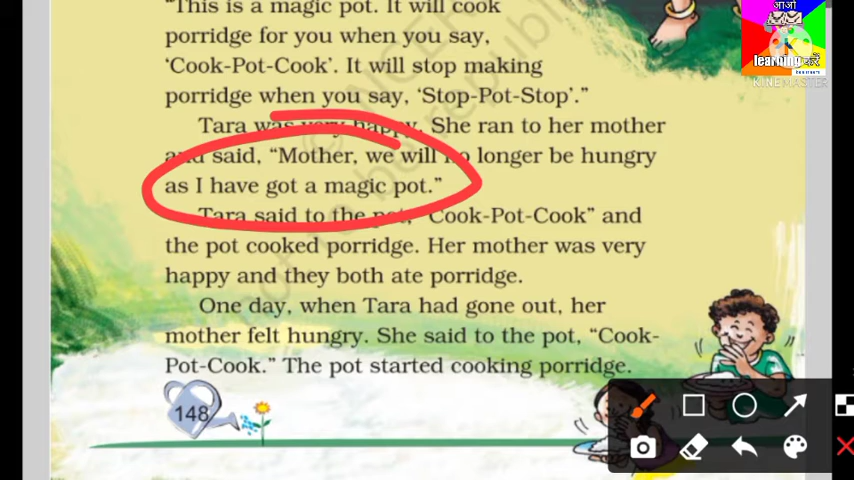 "This is a magic pot. It will cook
porridge for you when you say,
‘Cook-Pot-Cook’. It will stop making
porridge when you say, ‘Stop-Pot-Stop’.”
Tara was very happy. She ran to her mother
and said, “Mother, we will no longer be hungry
as I have got a magic pot.”
Tara said to the pot, “Cook-Pot-Cook” and
the pot cooked porridge. Her mother was very
happy and they both ate porridge.
One day, when Tara had gone out, her
mother felt hungry. She said to the pot, “Cook-
Pot-Cook.” The pot started cooking porridge.
148
आओ
learning करें
KINEMASTER